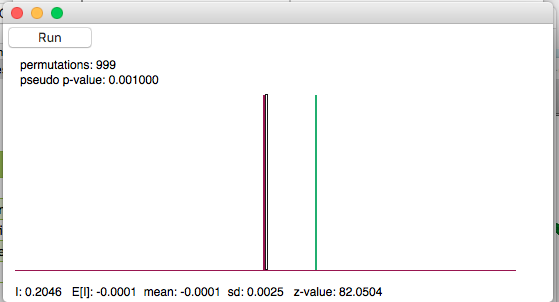 Run
permutations: 999
pseudo p-value: 0.001000
I: 0.2046 E[I]: -0.0001 mean: -0.0001 sd: 0.0025 z-value: 82.0504